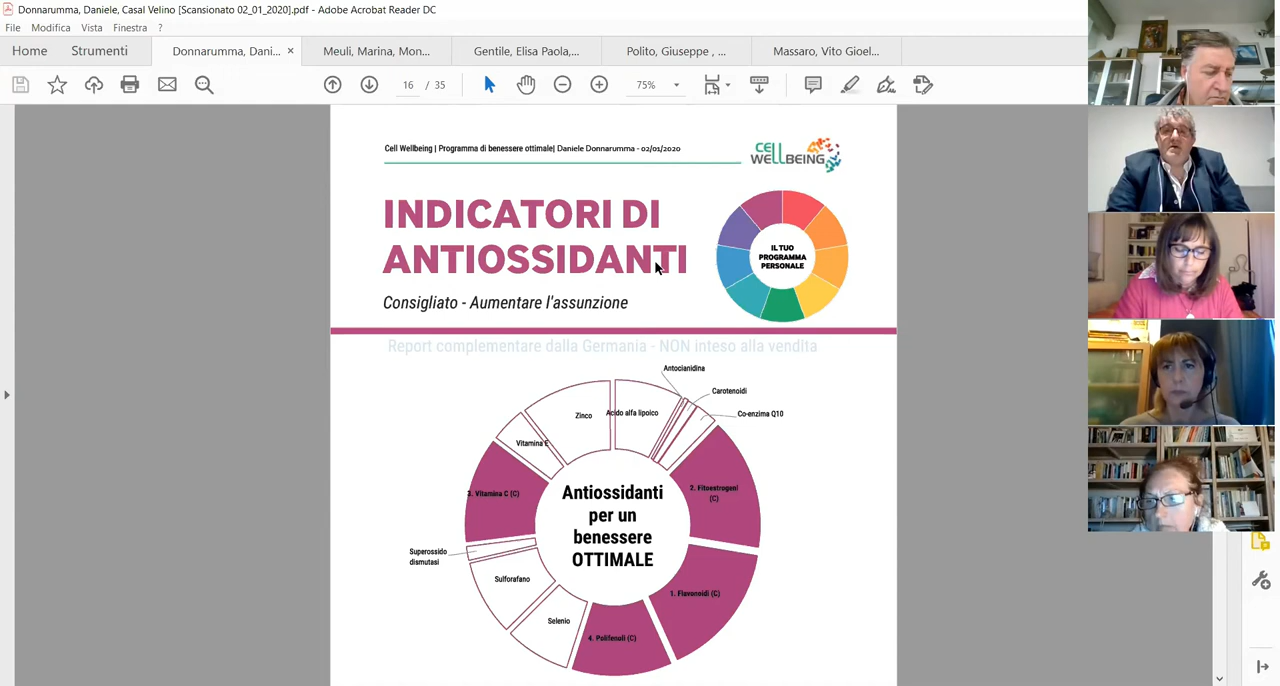 Donnarumma, Daniele, Casal Velino [Scansionato 02_01_2020].pdf - Adobe Acrobat Reader DC
File Modifica Vista Finestra ?
Home Strumenti Donnarumma, Dani... × Meuli, Marina, Mon... Gentile, Elisa Paola,... Polito, Giuseppe , ... Massaro, Vito Gioel...
16 / 35 75%
Cell Wellbeing | Programma di benessere ottimale| Daniele Donnarumma - 02/01/2020
CELL
WELLBEING
INDICATORI DI
ANTIOSSIDANTI
Consigliato - Aumentare l'assunzione
IL TUO
PROGRAMMA
PERSONALE
Report complementare dalla Germania - NON inteso alla vendita
Antocianidina
Carotenoidi
Co-enzima Q10
Acido alfa lipoico
Zinco
Vitamina E
2. Fitoestrogeni
(C)
3. Vitamina C (C)
Antiossidanti
per un
benessere
OTTIMALE
Superossido
dismutasi
Sulforafano
1. Flavonoidi (C)
Selenio
4. Polifenoli (C)